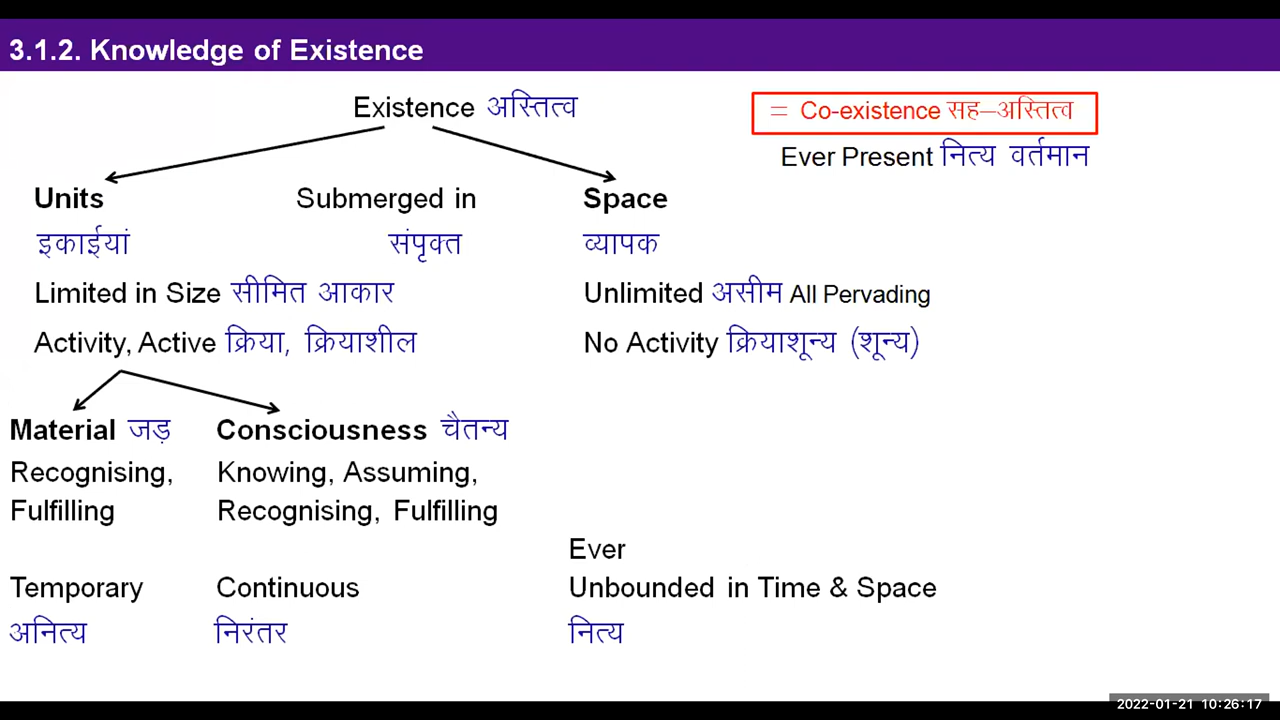 3.1.2. Knowledge of Existence
Existence अस्तित्व
= Co-existence सह–अस्तित्व
Ever Present नित्य वर्तमान
Units Submerged in Space
इकाईयां संपृक्त व्यापक
Limited in Size सीमित आकार Unlimited असीम All Pervading
Activity, Active क्रिया, क्रियाशील No Activity क्रियाशून्य (शून्य)
Material जड़ Consciousness चैतन्य
Recognising, Knowing, Assuming,
Fulfilling Recognising, Fulfilling
Ever
Temporary Continuous Unbounded in Time & Space
अनित्य निरंतर नित्य
2022-01-21 10:26:17